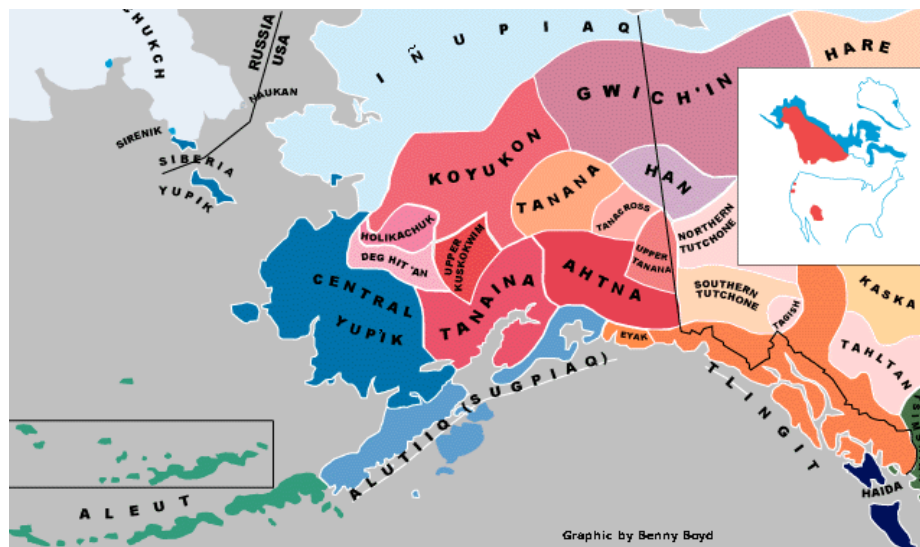 CHUKCH
RUSSIA
USA
IÑUPIAQ
HARE
GWICH'IN
NAUKAN
SIRENIK
SIBERIA
YUPIK
KOYUKON
TANANA
HAN
TANACROSS
NORTHERN
TUTCHONE
HOLIKACHUK
DEG HIT'AN
UPPER
KUSKOKWIM
UPPER
TANANA
AHTNA
SOUTHERN
TUTCHONE
KASKA
TAGISH
CENTRAL
YUP'IK
TANAINA
EYAK
TAHLTAN
ALUTIIQ (SUGPIAQ)
TLINGIT
HAIDA
ALEUT
Graphic by Benny Boyd